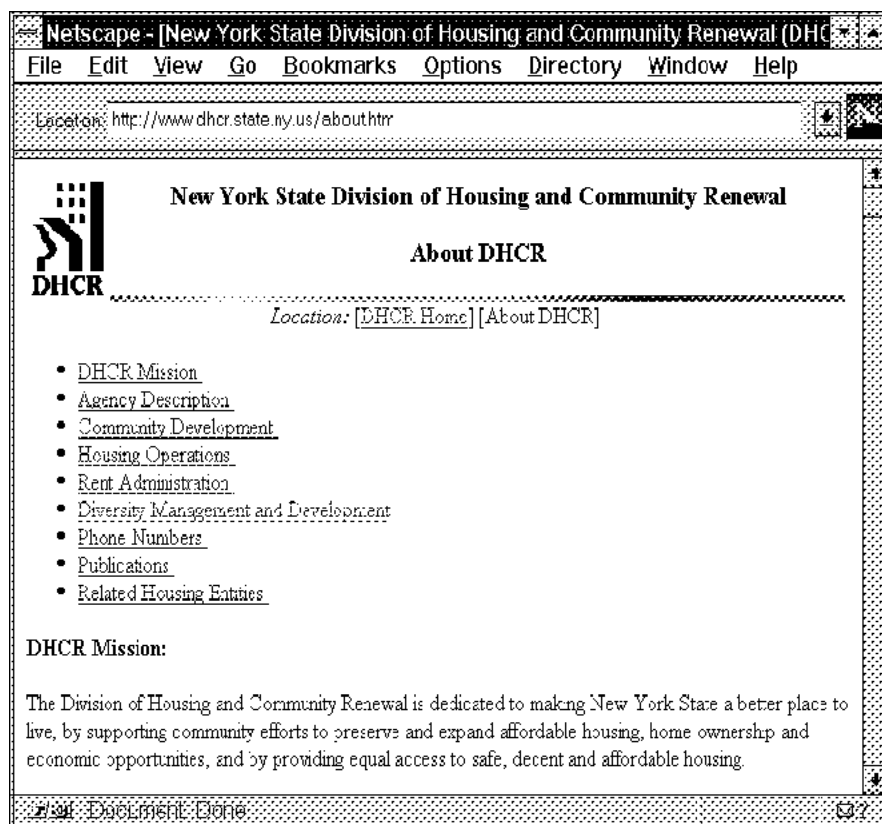 Netscape - [New York State Division of Housing and Community Renewal (DHC
File Edit View Go Bookmarks Options Directory Window Help
Location: http://www.dhcr.state.ny.us/about.htm
New York State Division of Housing and Community Renewal
About DHCR
DHCR
Location: [DHCR Home] [About DHCR]
DHCR Mission
Agency Description
Community Development
Housing Operations
Rent Administration
Diversity Management and Development
Phone Numbers
Publications
Related Housing Entities
DHCR Mission:
The Division of Housing and Community Renewal is dedicated to making New York State a better place to
live, by supporting community efforts to preserve and expand affordable housing, home ownership and
economic opportunities, and by providing equal access to safe, decent and affordable housing.
Document: Done
?